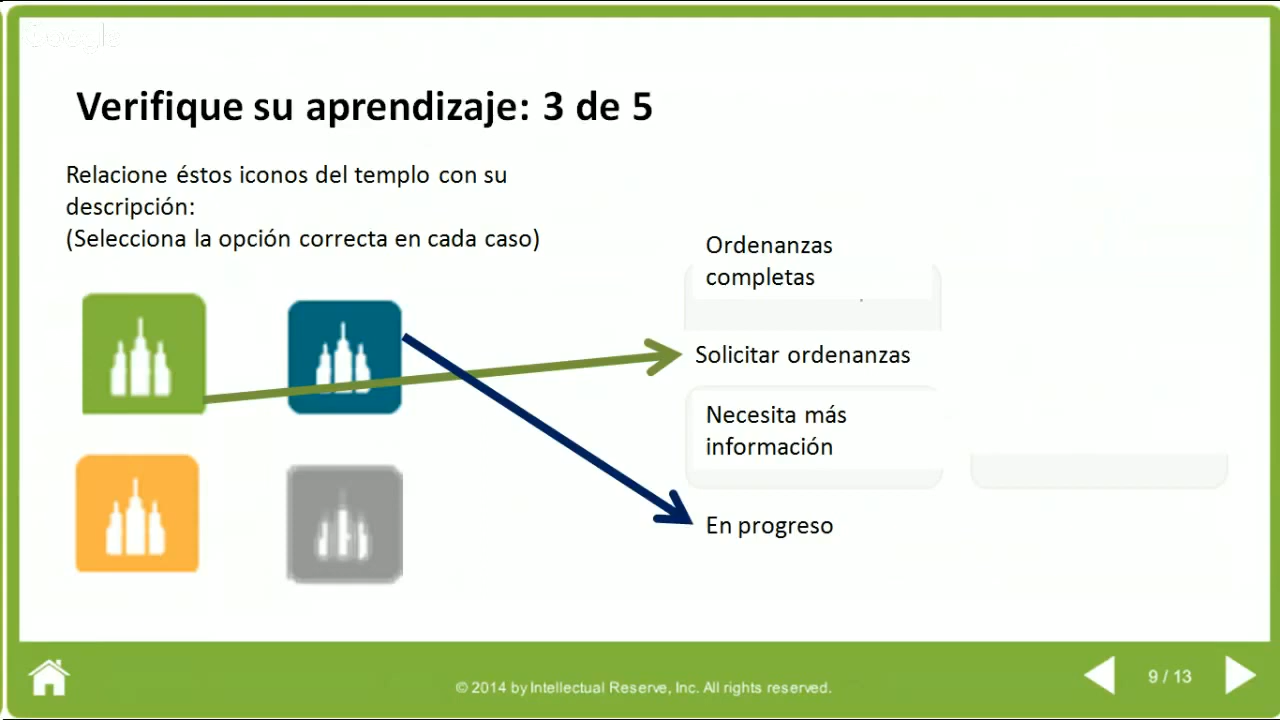 Google
Verifique su aprendizaje: 3 de 5
Relacione éstos iconos del templo con su
descripción:
(Selecciona la opción correcta en cada caso)
Ordenanzas
completas
Solicitar ordenanzas
Necesita más
información
En progreso
© 2014 by Intellectual Reserve, Inc. All rights reserved.
9 / 13